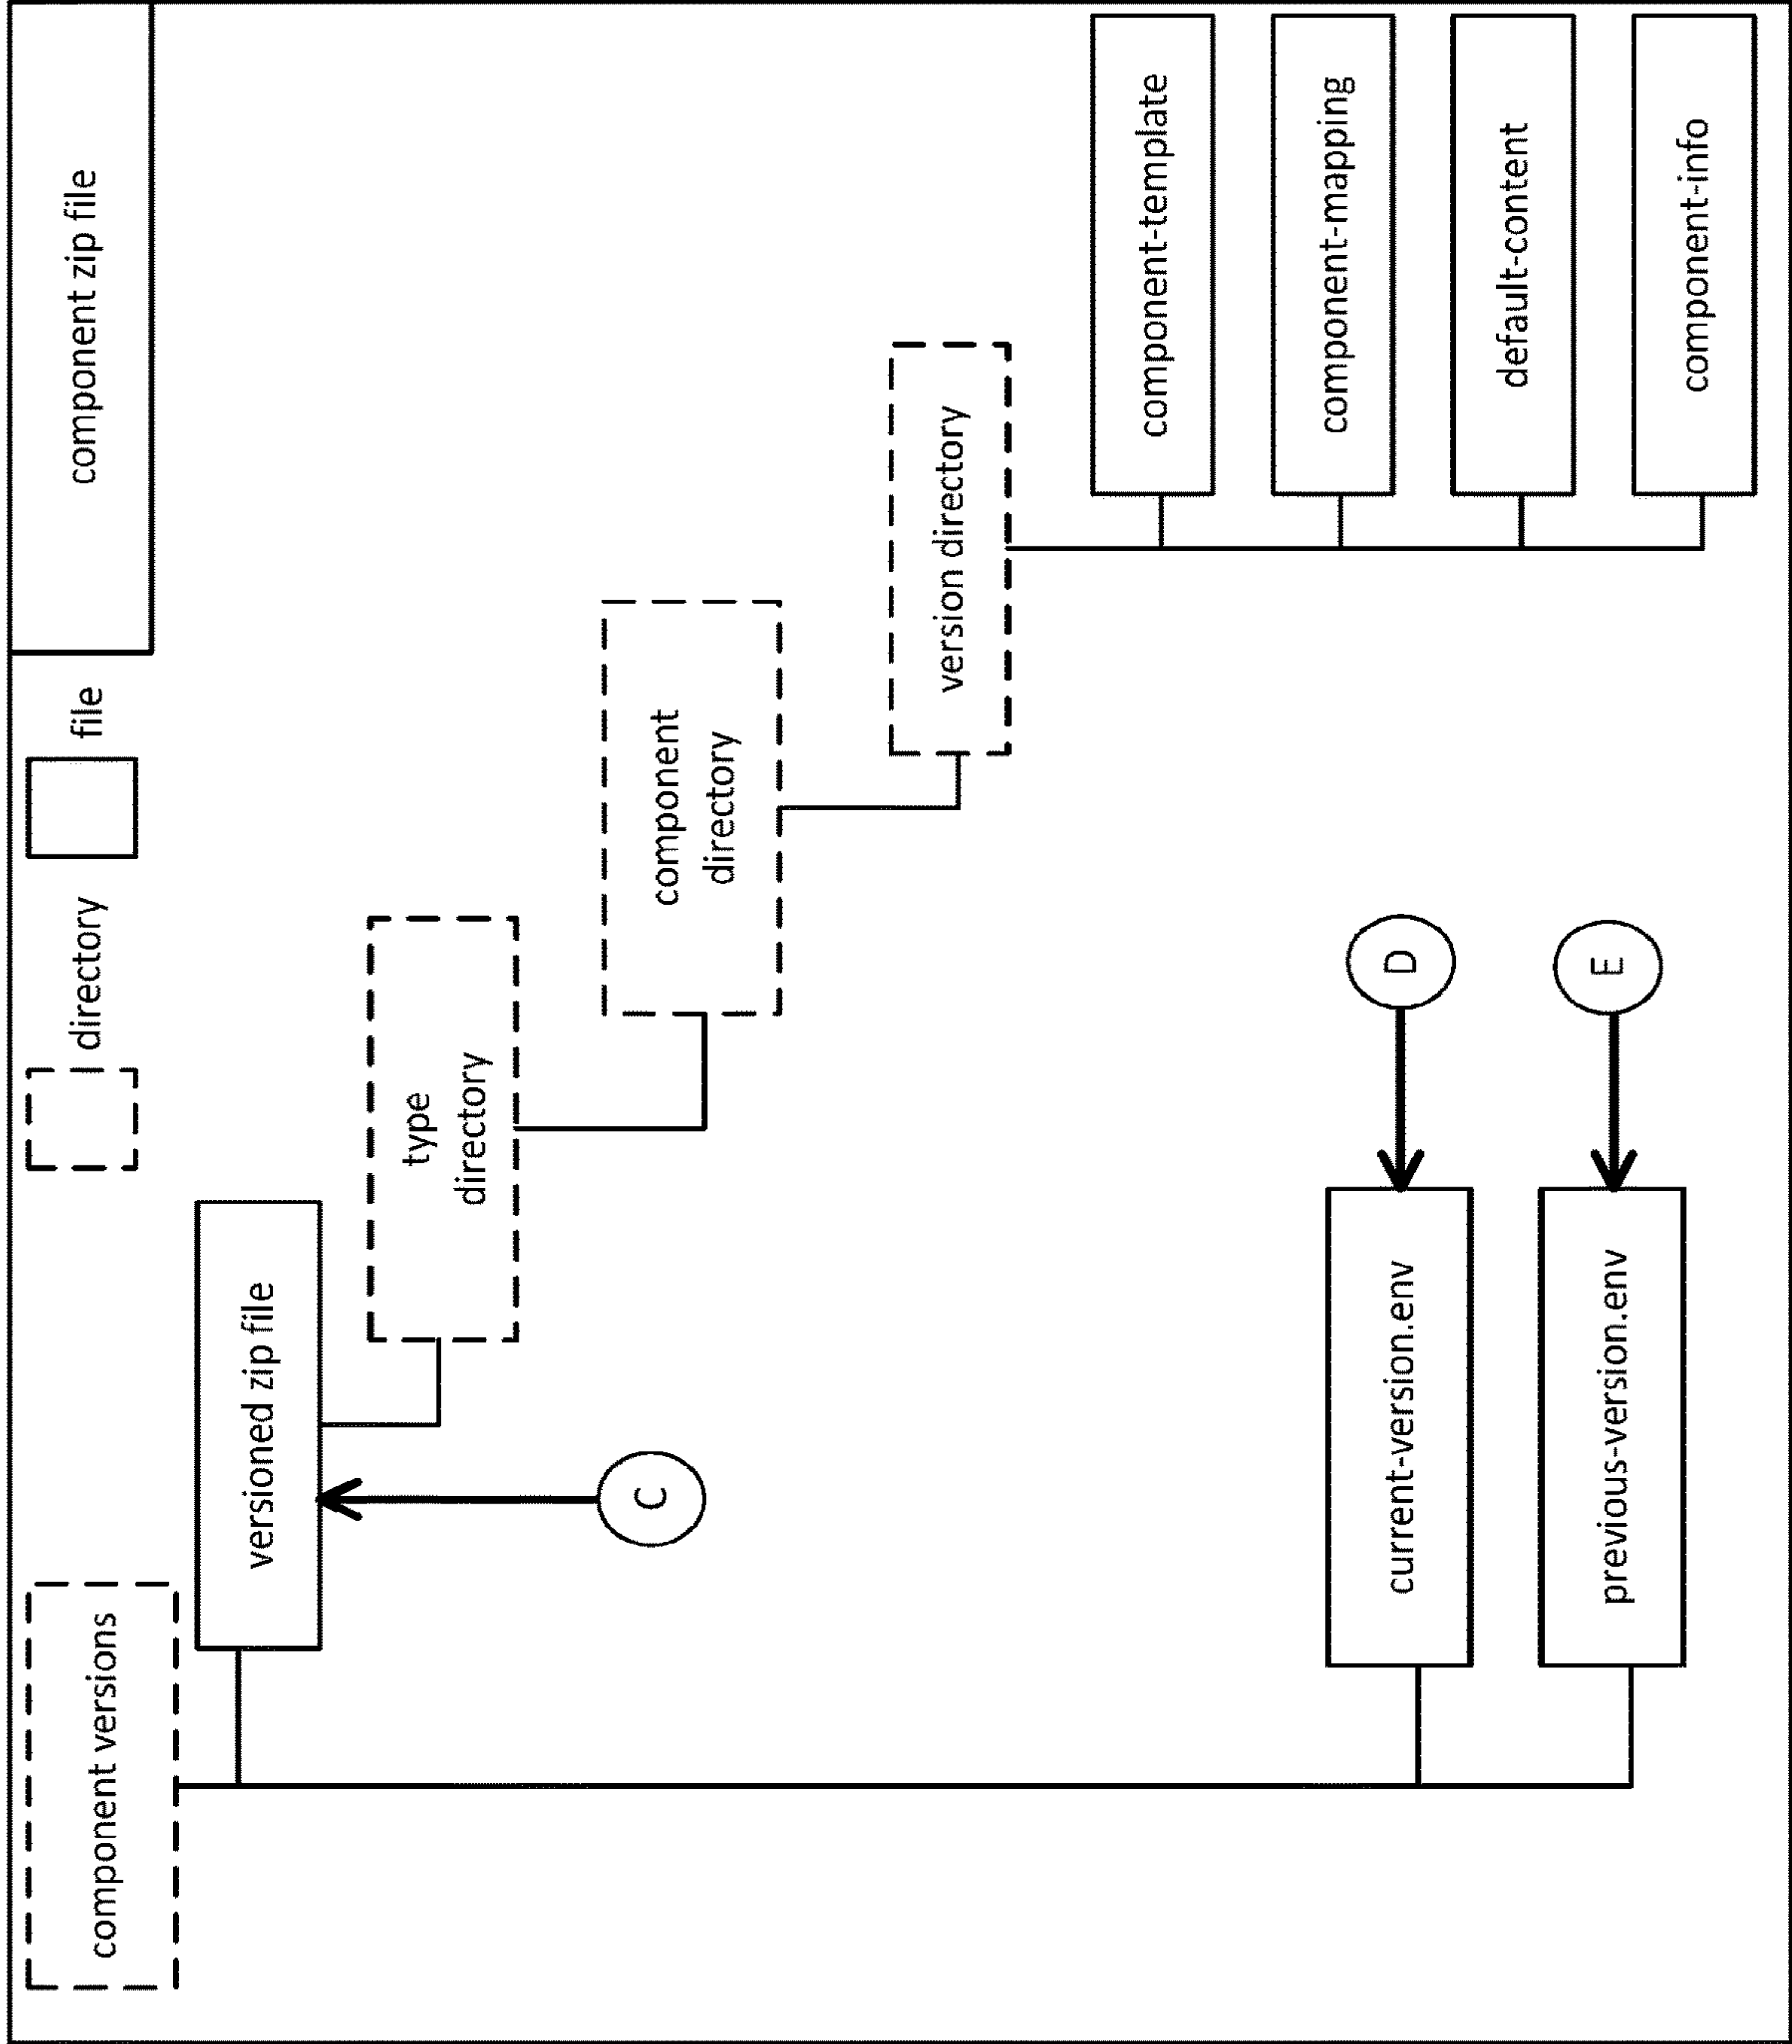 component versions
directory
file
component zip file
versioned zip file
type
directory
C
component
directory
version directory
component-template
component-mapping
default-content
component-info
current-version.env
D
previous-version.env
E